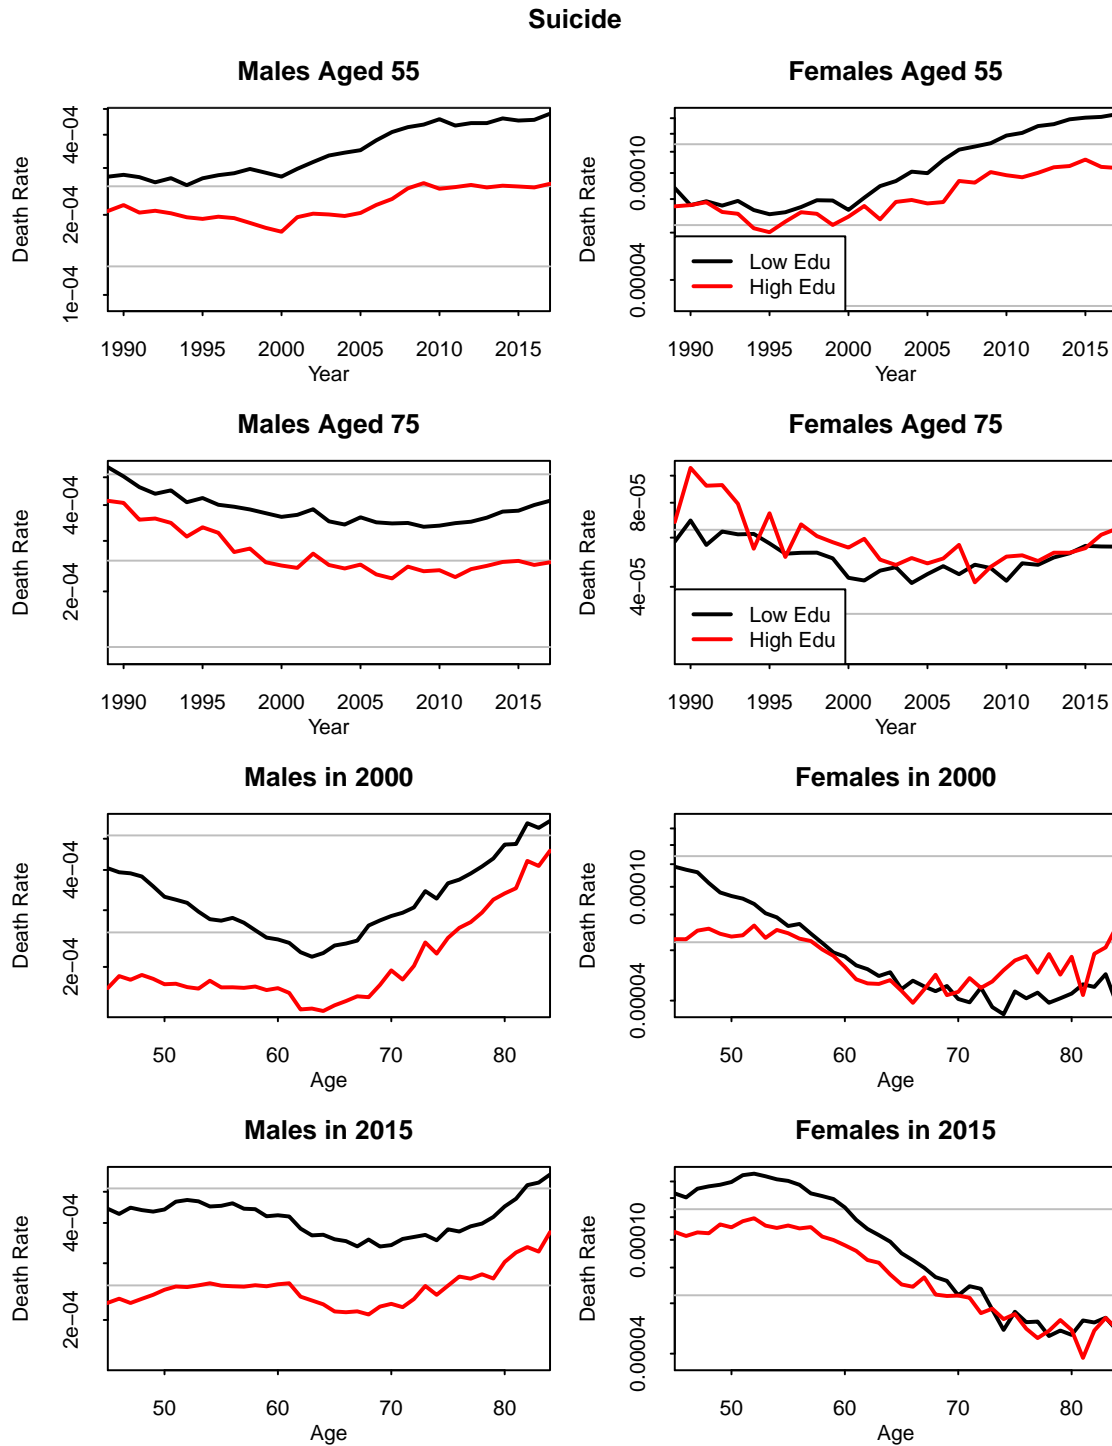 Suicide
Males Aged 55
Death Rate
1e−04 2e−04 4e−04
1990 1995 2000 2005 2010 2015
Year
Females Aged 55
Death Rate
0.00004 0.00010
Low Edu
High Edu
1990 1995 2000 2005 2010 2015
Year
Males Aged 75
Death Rate
2e−04 4e−04
1990 1995 2000 2005 2010 2015
Year
Females Aged 75
Death Rate
4e−05 8e−05
Low Edu
High Edu
1990 1995 2000 2005 2010 2015
Year
Males in 2000
Death Rate
2e−04 4e−04
50 60 70 80
Age
Females in 2000
Death Rate
0.00004 0.00010
50 60 70 80
Age
Males in 2015
Death Rate
2e−04 4e−04
50 60 70 80
Age
Females in 2015
Death Rate
0.00004 0.00010
50 60 70 80
Age